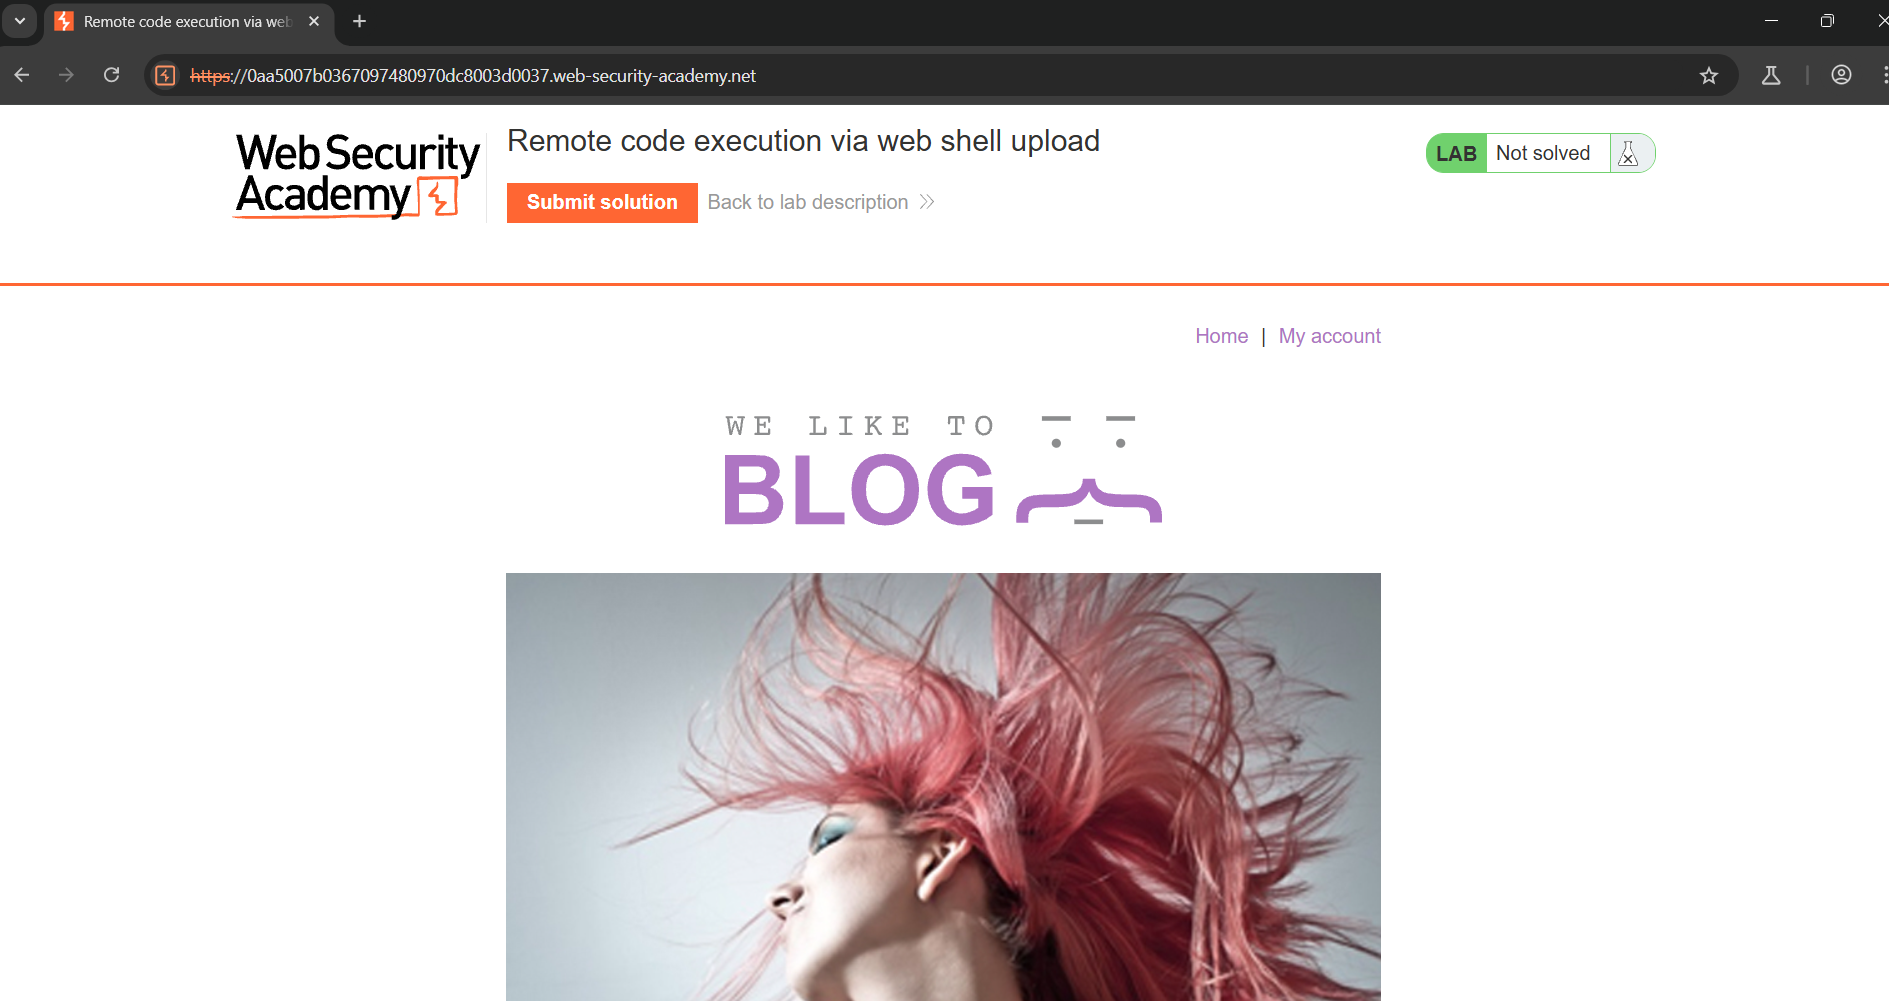 Remote code execution via web
https://0aa5007b0367097480970dc8003d0037.web-security-academy.net
Web Security
Academy
Remote code execution via web shell upload
LAB Not solved
Submit solution Back to lab description
Home | My account
WE LIKE TO
BLOG